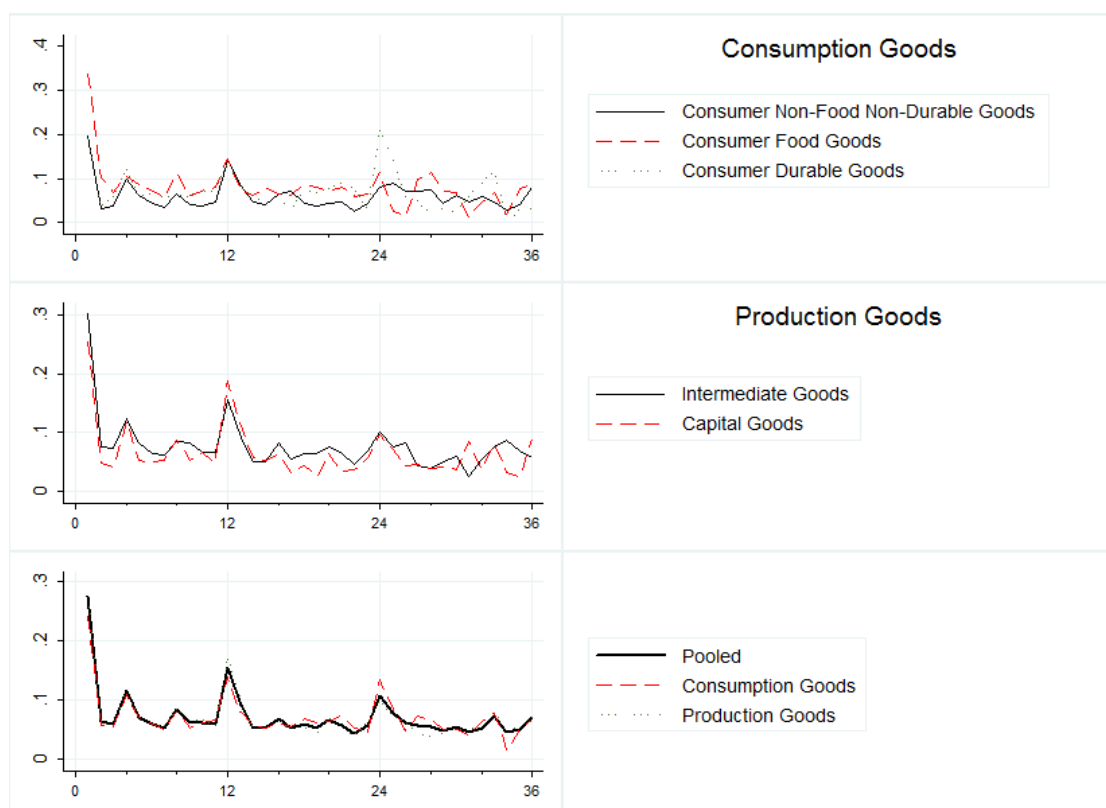 .4
.3
.2
.1
0
0 12 24 36
Consumption Goods
Consumer Non-Food Non-Durable Goods
Consumer Food Goods
Consumer Durable Goods
.3
.2
.1
0
0 12 24 36
Production Goods
Intermediate Goods
Capital Goods
.3
.2
.1
0
0 12 24 36
Pooled
Consumption Goods
Production Goods